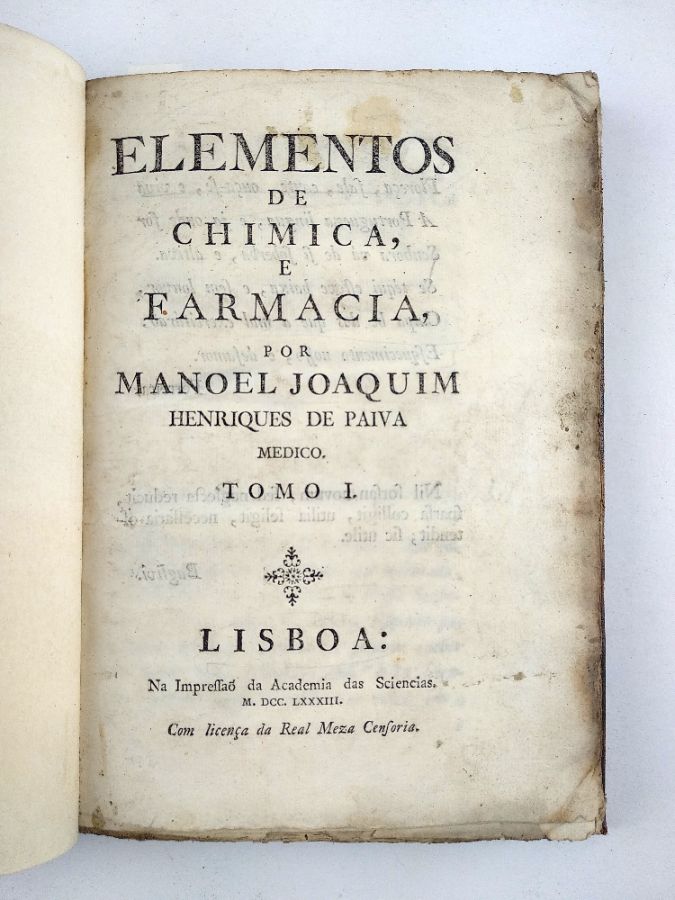 ELEMENTOS
DE
CHIMICA,
E
FARMACIA,
POR
MANOEL JOAQUIM
HENRIQUES DE PAIVA
MEDICO.
TOMO I.
LISBOA:
Na Impreſſaõ da Academia das Sciencias.
M. DCC. LXXXIII.
Com licença da Real Meza Cenſoria.